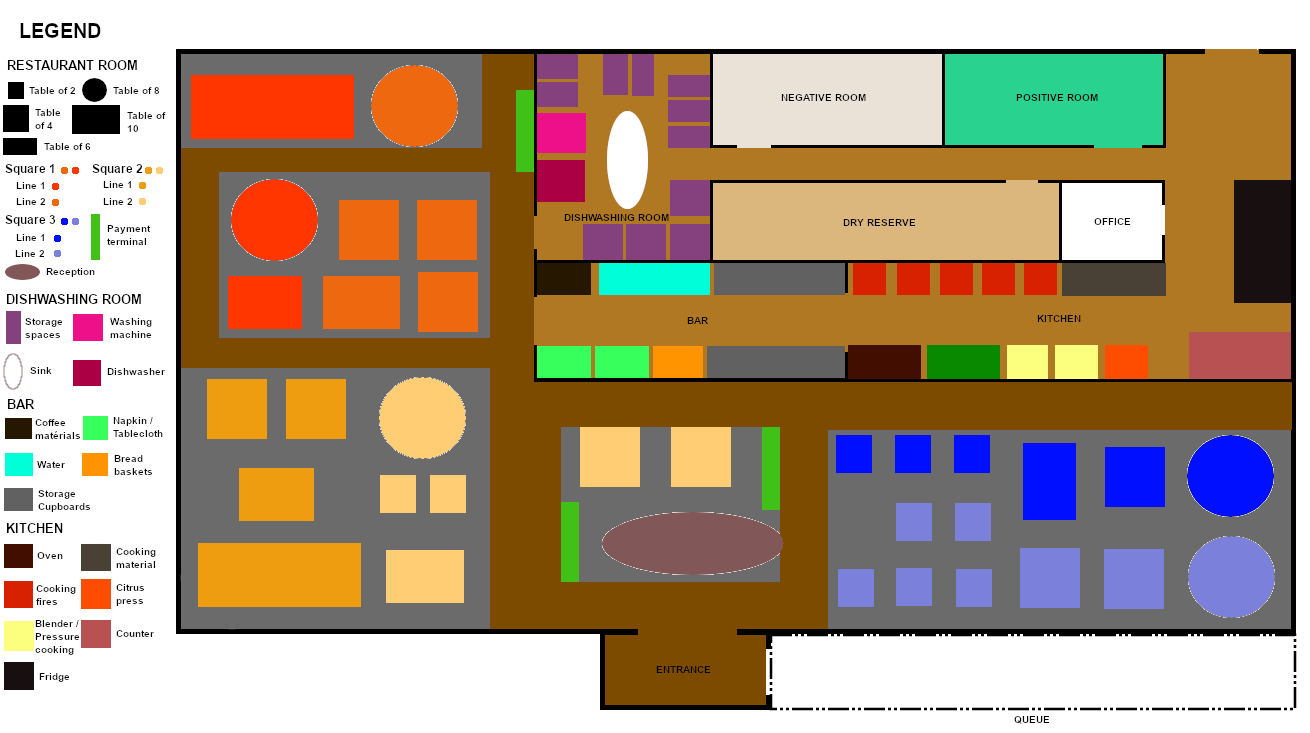 LEGEND
RESTAURANT ROOM
Table of 2
Table of 8
Table
of 4
Table of
10
Table of 6
Square 1
Square 2
Line 1
Line 1
Line 2
Line 2
Square 3
Line 1
Line 2
Payment
terminal
Reception
DISHWASHING ROOM
Storage
spaces
Washing
machine
Sink
Dishwasher
BAR
Coffee
matérials
Napkin /
Tablecloth
Water
Bread
baskets
Storage
Cupboards
KITCHEN
Oven
Cooking
material
Cooking
fires
Citrus
press
Blender /
Pressure
cooking
Counter
Fridge
NEGATIVE ROOM
POSITIVE ROOM
DISHWASHING ROOM
DRY RESERVE
OFFICE
BAR
KITCHEN
ENTRANCE
QUEUE